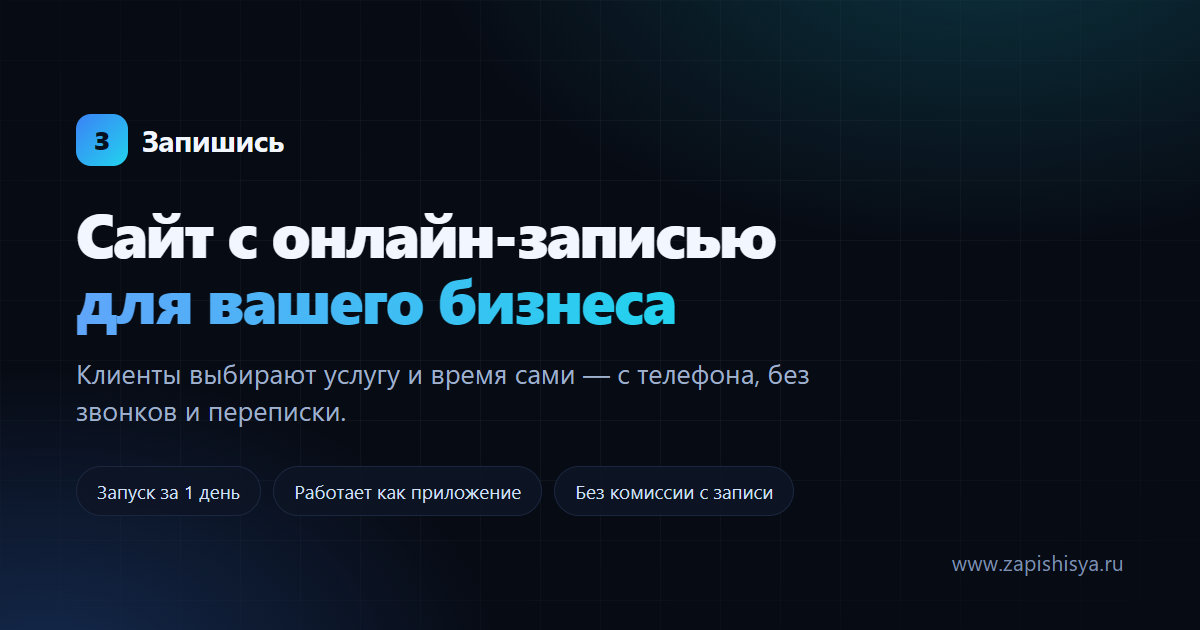 З Запишись
Сайт с онлайн-записью
для вашего бизнеса
Клиенты выбирают услугу и время сами — с телефона, без
звонков и переписки.
Запуск за 1 день Работает как приложение Без комиссии с записи
www.zapishisya.ru